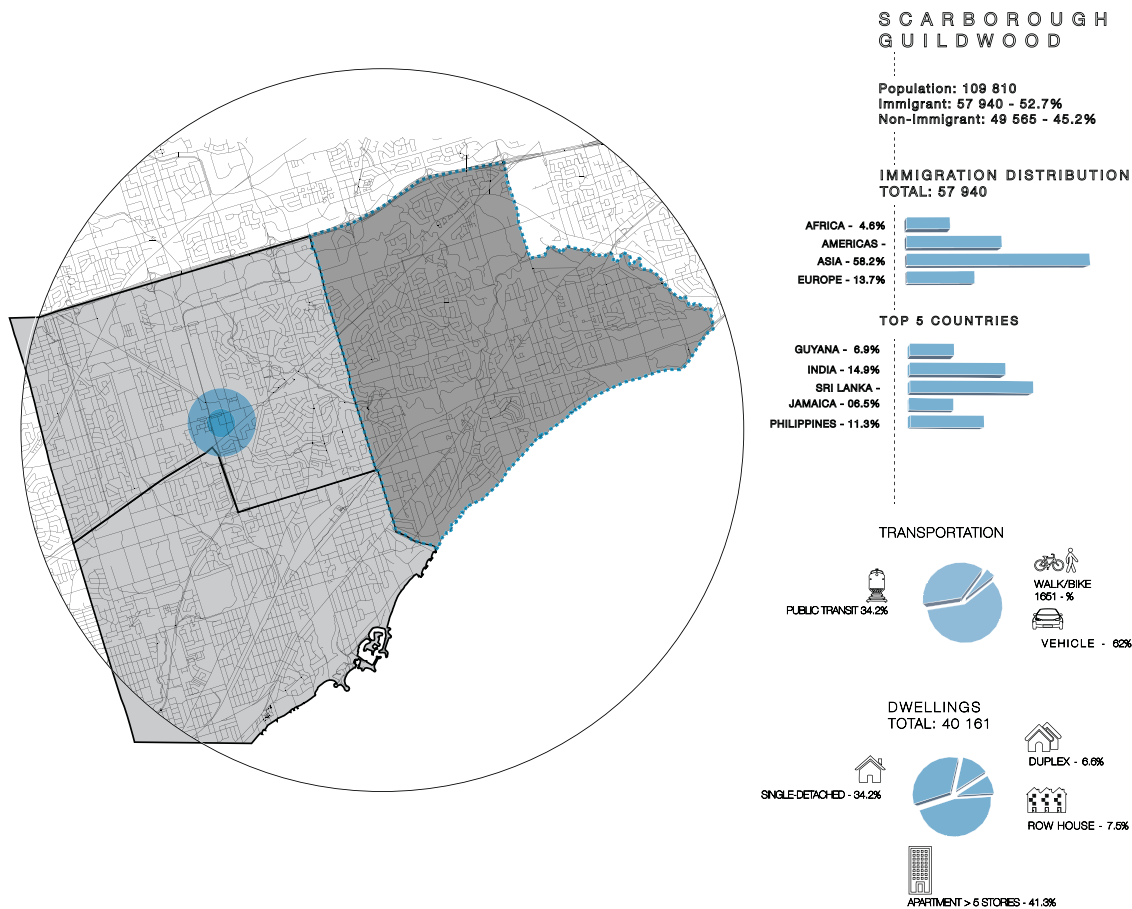 SCARBOROUGH
GUILDWOOD
Population: 109 810
Immigrant: 57 940 - 52.7%
Non-Immigrant: 49 565 - 45.2%
IMMIGRATION DISTRIBUTION
TOTAL: 57 940
AFRICA - 4.6%
AMERICAS -
ASIA - 58.2%
EUROPE - 13.7%
TOP 5 COUNTRIES
GUYANA - 6.9%
INDIA - 14.9%
SRI LANKA -
JAMAICA - 06.5%
PHILIPPINES - 11.3%
TRANSPORTATION
PUBLIC TRANSIT 34.2%
WALK/BIKE
1651 - %
VEHICLE - 62%
DWELLINGS
TOTAL: 40 161
DUPLEX - 6.6%
SINGLE-DETACHED - 34.2%
ROW HOUSE - 7.5%
APARTMENT > 5 STORIES - 41.3%